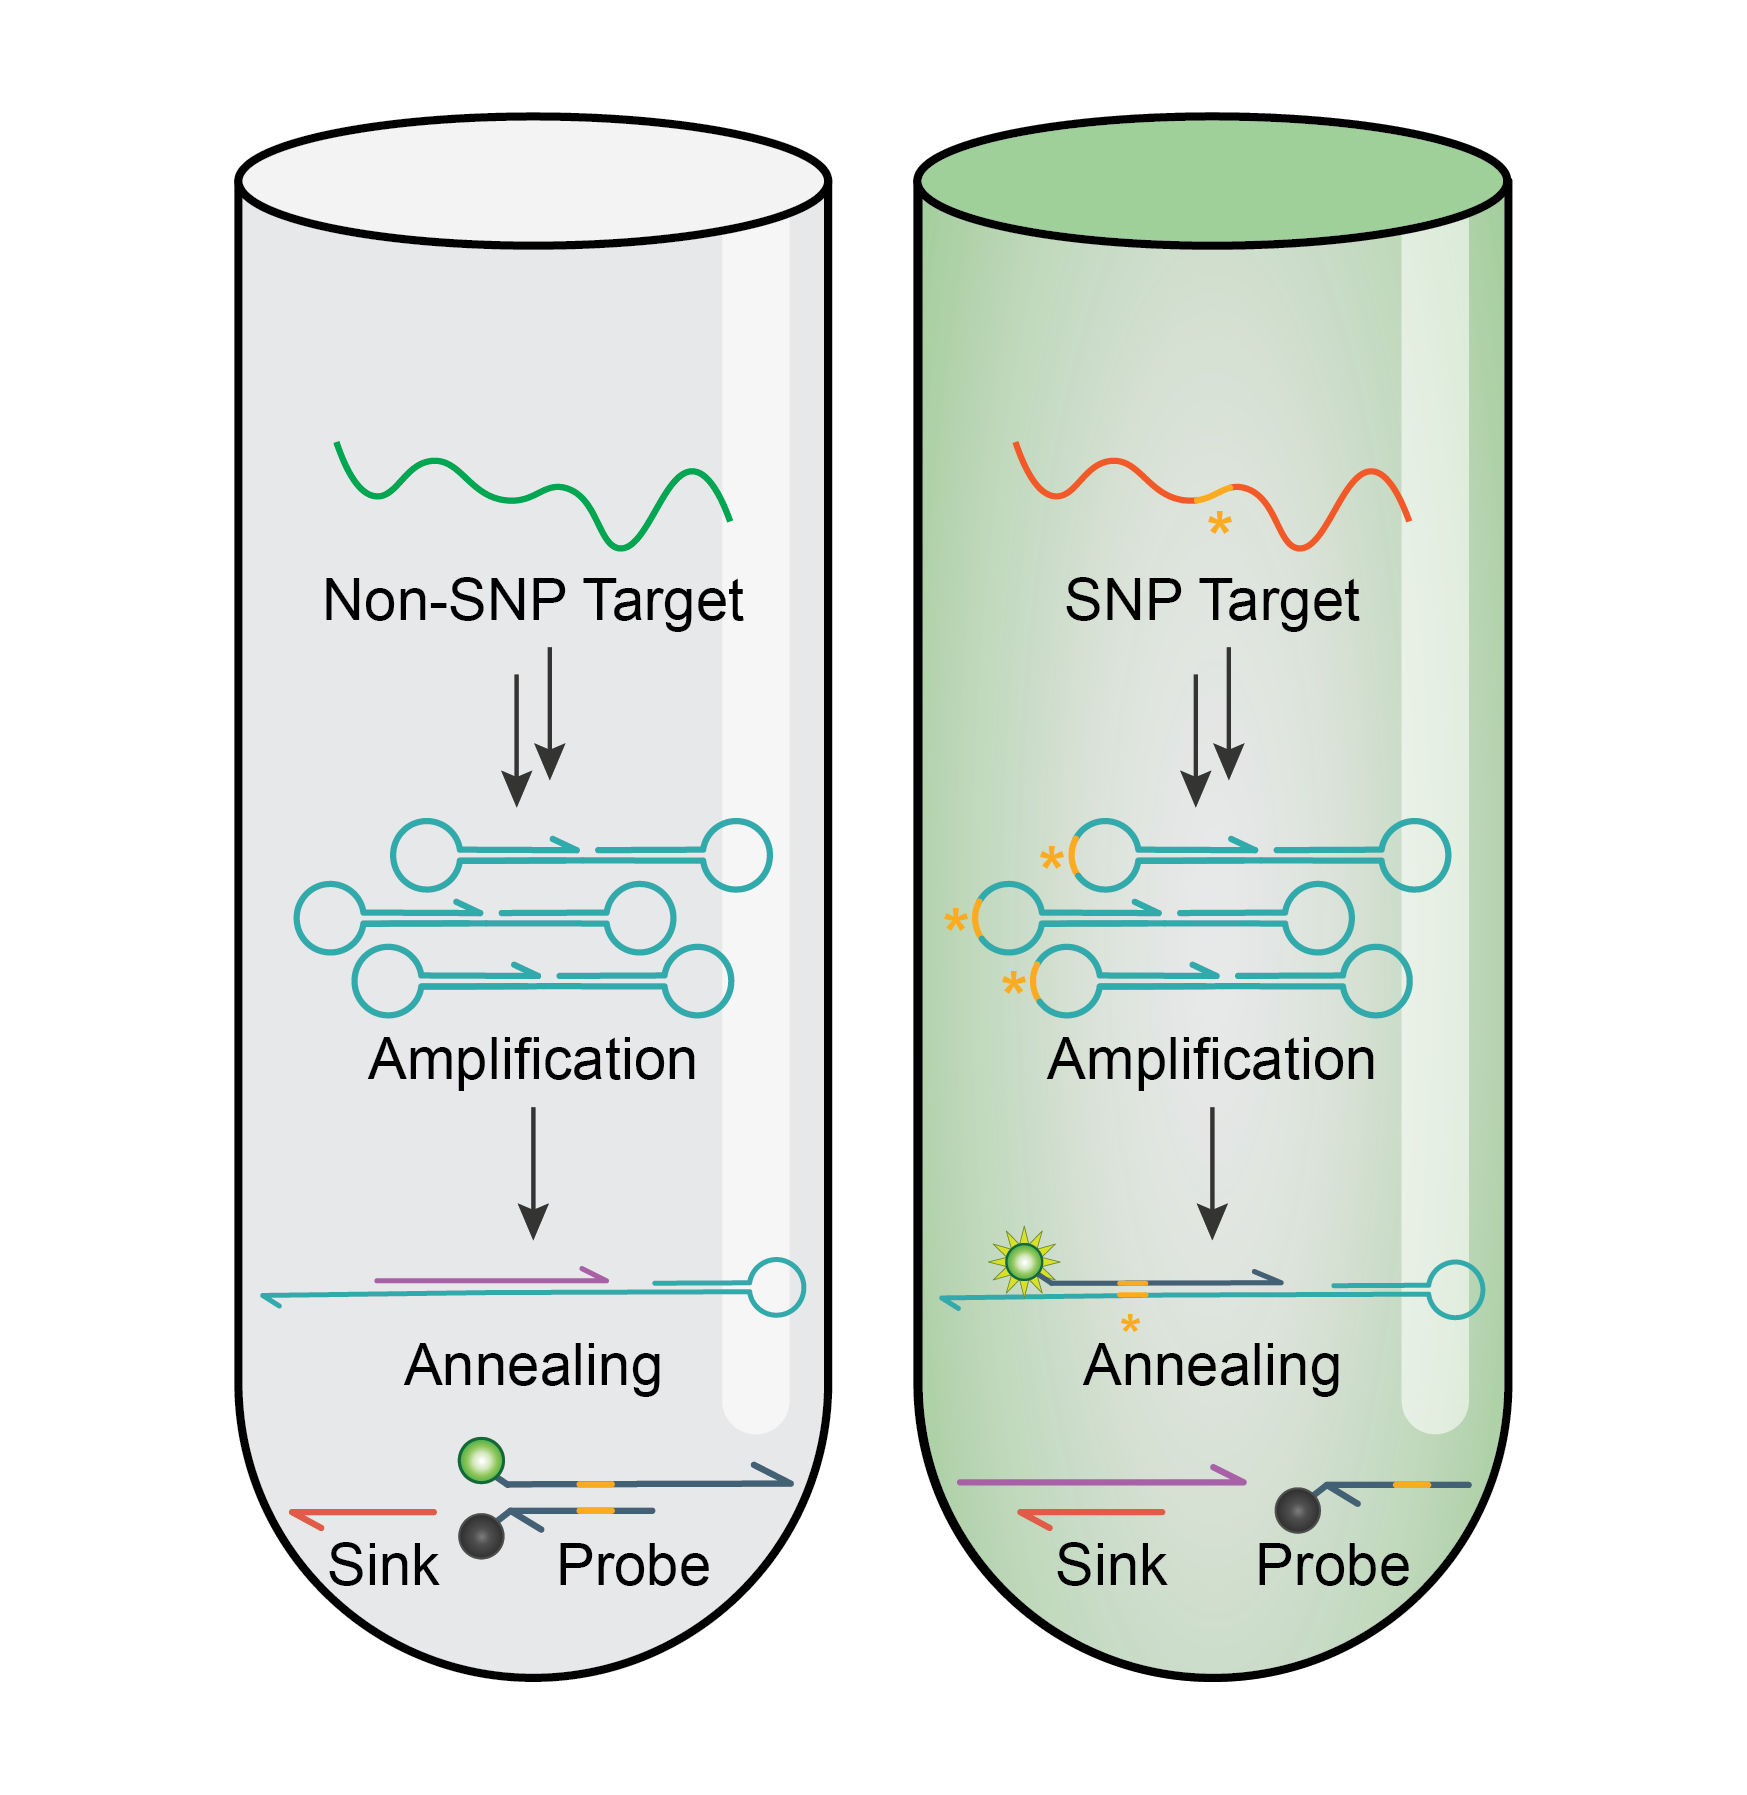 Non-SNP Target
Amplification
Annealing
Sink
Probe
SNP Target
*
*
*
*
Amplification
*
Annealing
Sink
Probe